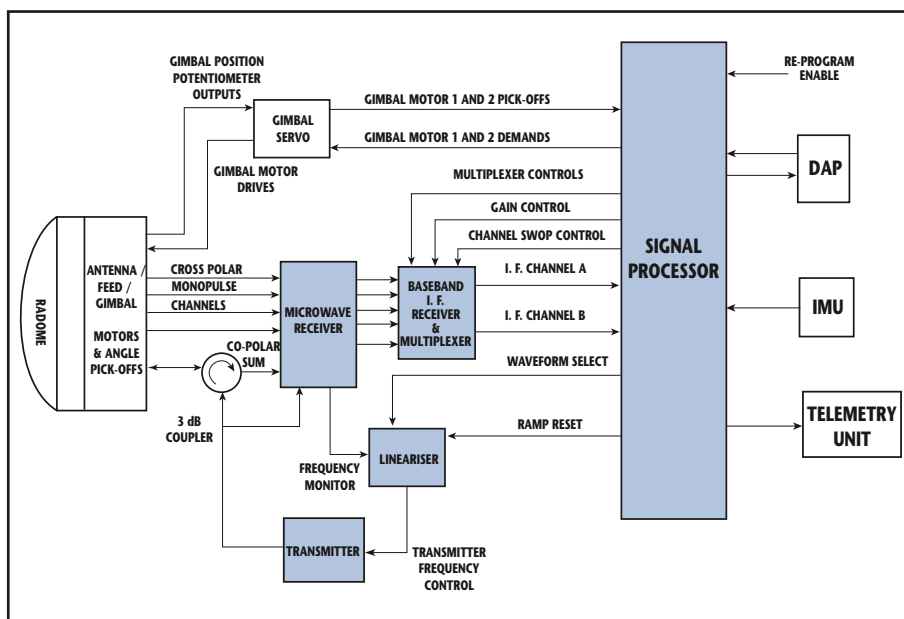 GIMBAL POSITION
POTENTIOMETER
OUTPUTS
GIMBAL
SERVO
GIMBAL MOTOR 1 AND 2 PICK-OFFS
GIMBAL MOTOR 1 AND 2 DEMANDS
GIMBAL MOTOR
DRIVES
RE-PROGRAM
ENABLE
DAP
MULTIPLEXER CONTROLS
GAIN CONTROL
CHANNEL SWOP CONTROL
SIGNAL
PROCESSOR
RADOME
ANTENNA /
FEED /
GIMBAL
MOTORS
& ANGLE
PICK-OFFS
CROSS POLAR
MONOPULSE
CHANNELS
CO-POLAR
SUM
MICROWAVE
RECEIVER
BASEBAND
I. F.
RECEIVER
&
MULTIPLEXER
I. F. CHANNEL A
I. F. CHANNEL B
IMU
WAVEFORM SELECT
RAMP RESET
TELEMETRY
UNIT
3 dB
COUPLER
FREQUENCY
MONITOR
LINEARISER
TRANSMITTER
TRANSMITTER
FREQUENCY
CONTROL